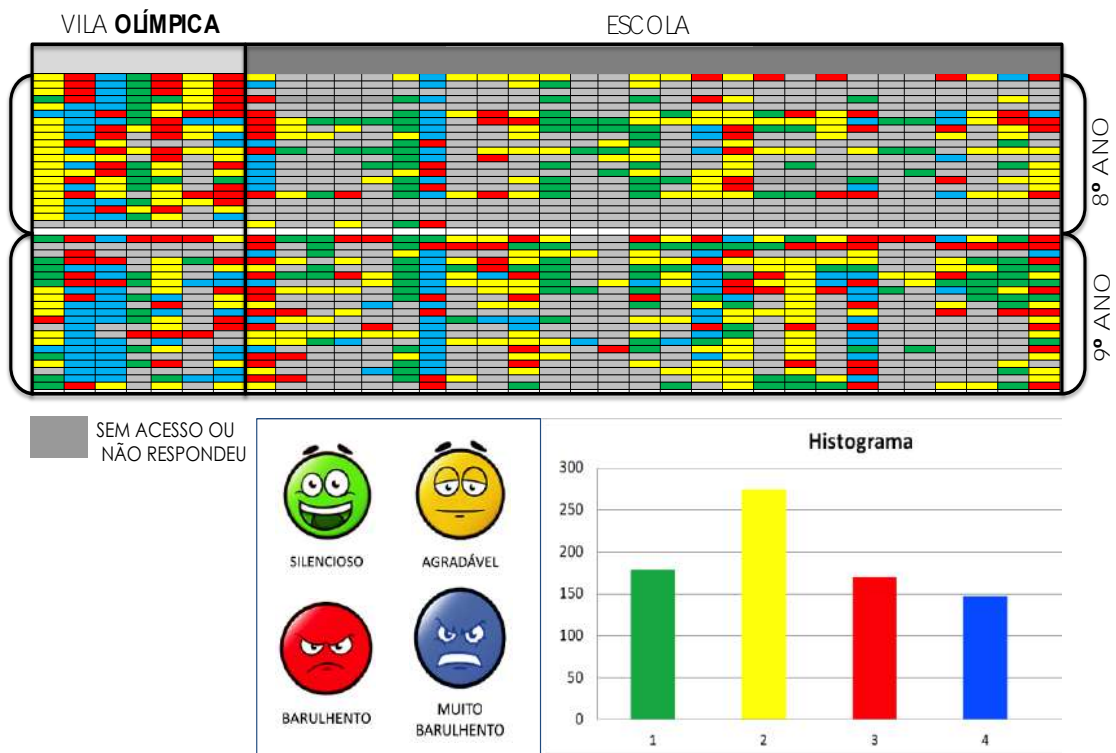 VILA OLÍMPICA
ESCOLA
8º ANO
9º ANO
SEM ACESSO OU
NÃO RESPONDEU
SILENCIOSO
AGRADÁVEL
BARULHENTO
MUITO
BARULHENTO
Histograma
300
250
200
150
100
50
0
1 2 3 4